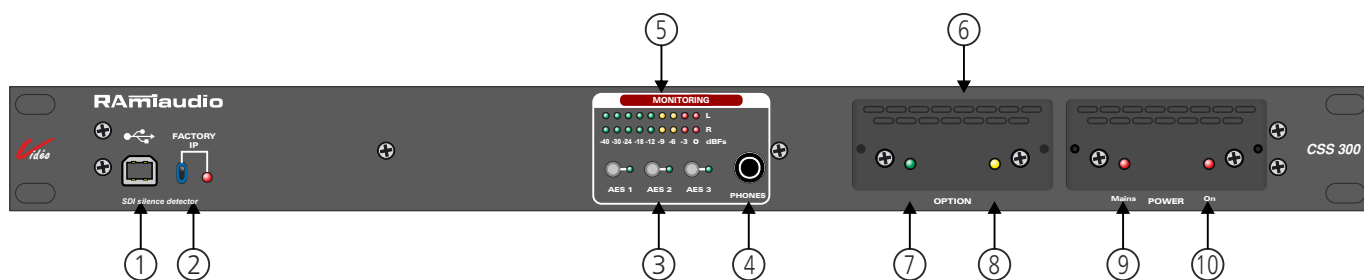 5
6
RAmiaudio
MONITORING
L
R
-40 -30 -24 -18 -12 -9 -6 -3 0 dBFs
FACTORY
IP
Vidéo
CSS 300
AES 1
AES 2
AES 3
PHONES
SDI silence detector
OPTION
Mains
POWER
On
1
2
3
4
7
8
9
10